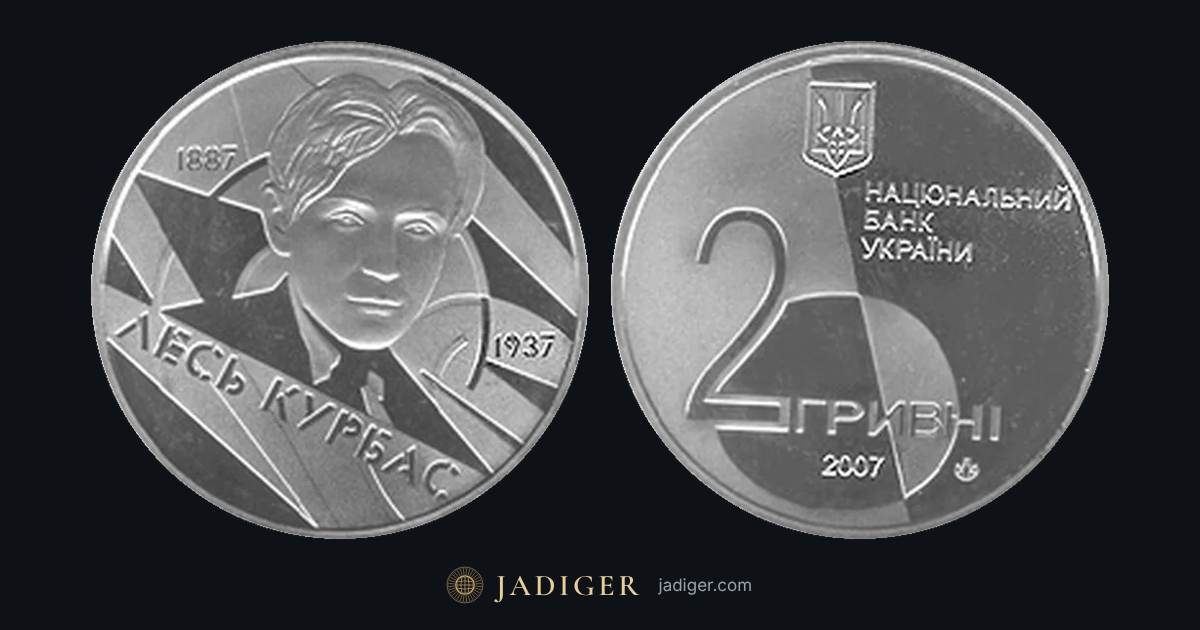 1887
1937
ЛЕСЬ КУРБАС
НАЦІОНАЛЬНИЙ
БАНК
УКРАЇНИ
2
ГРИВНІ
2007
JADIGER jadiger.com